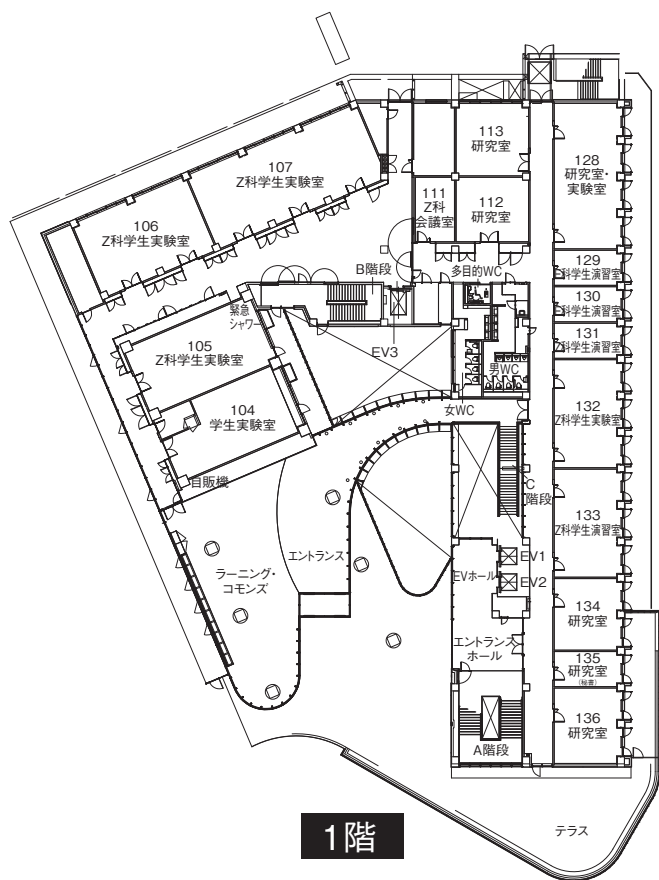 113
研究室
107
Z科学生実験室
128
研究室・
実験室
111
Z科
会議室
112
研究室
106
Z科学生実験室
129
Z科学生演習室
B階段
多目的WC
130
Z科学生演習室
緊急
シャワー
131
Z科学生演習室
105
Z科学生実験室
EV3
男WC
132
Z科学生実験室
104
学生実験室
女WC
自販機
C
階段
133
Z科学生演習室
エントランス
EV1
EVホール
EV2
ラーニング・
コモンズ
134
研究室
エントランス
ホール
135
研究室
(秘書)
136
研究室
A階段
テラス
1階